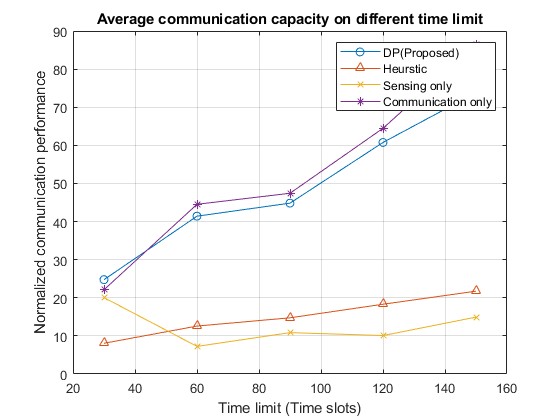 Average communication capacity on different time limit
Normalized communication performance
90
80
70
60
50
40
30
20
10
0
DP(Proposed)
Heurstic
Sensing only
Communication only
20
40
60
80
100
120
140
160
Time limit (Time slots)